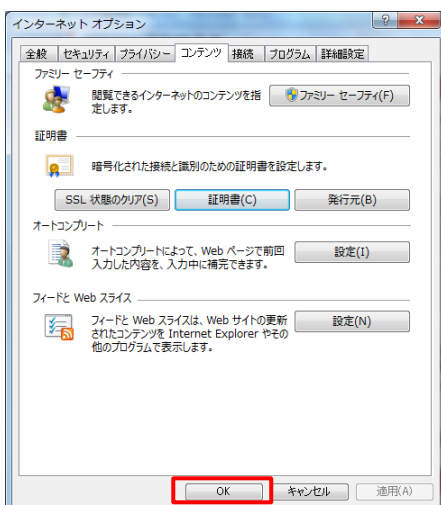 インターネット オプション
全般 セキュリティ プライバシー コンテンツ 接続 プログラム 詳細設定
ファミリー セーフティ
閲覧できるインターネットのコンテンツを指
定します。
ファミリー セーフティ(F)
証明書
暗号化された接続と識別のための証明書を設定します。
SSL 状態のクリア(S) 証明書(C) 発行元(B)
オートコンプリート
オートコンプリートによって、Web ページで前回
入力した内容を、入力中に補完できます。
設定(I)
フィードと Web スライス
フィードと Web スライスは、Web サイトの更新
されたコンテンツを Internet Explorer やその
他のプログラムで表示します。
設定(N)
OK キャンセル 適用(A)